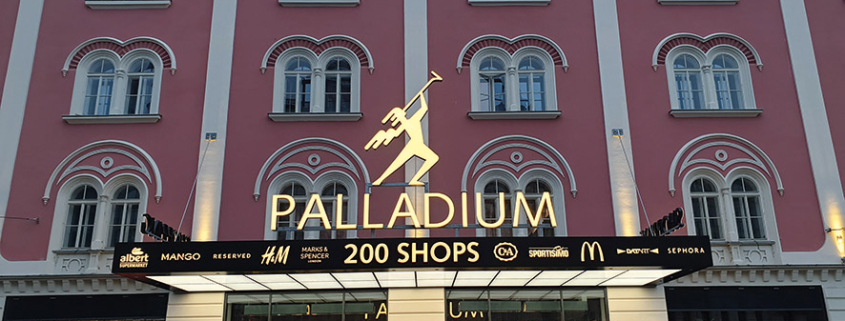 PALLADIUM
albert SUPERMARKET MANGO RESERVED H&M MARKS & SPENCER LONDON 200 SHOPS C&A SPORTISIMO M DATART SEPHORA